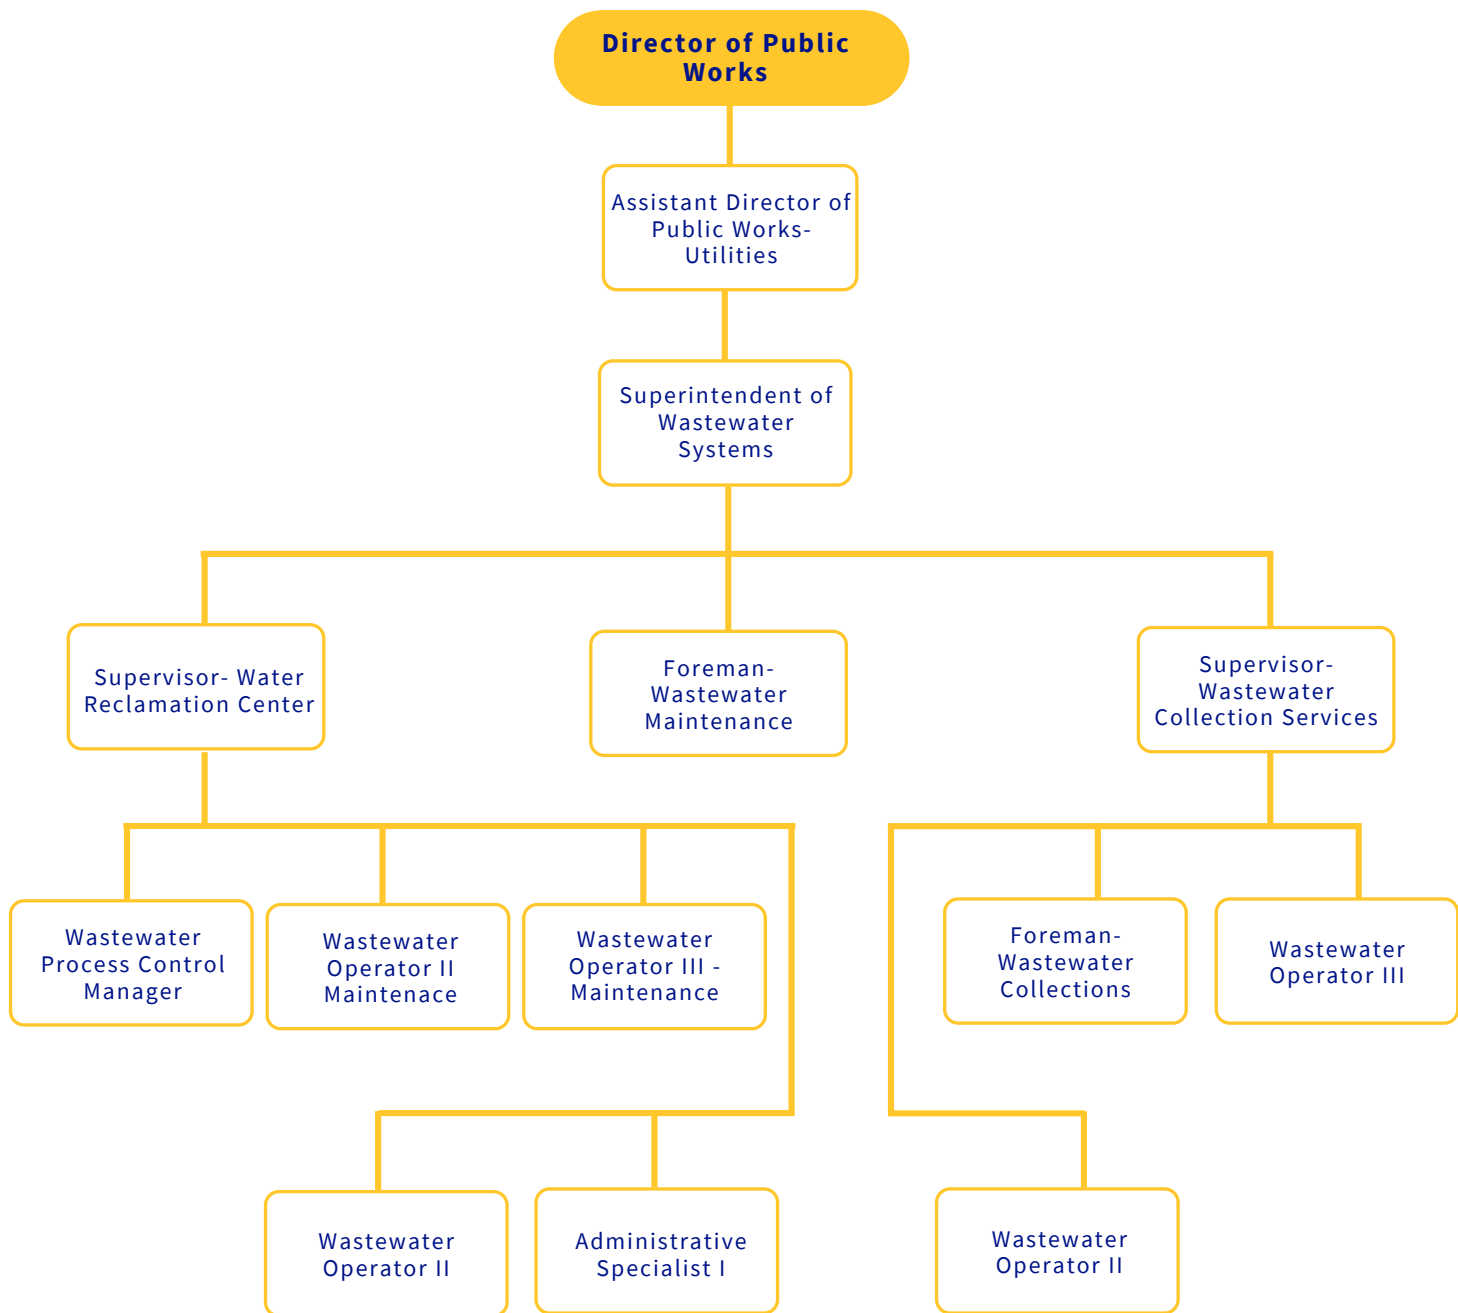 Director of Public
Works
Assistant Director of
Public Works-
Utilities
Superintendent of
Wastewater
Systems
Supervisor- Water
Reclamation Center
Foreman-
Wastewater
Maintenance
Supervisor-
Wastewater
Collection Services
Wastewater
Process Control
Manager
Wastewater
Operator II
Maintenace
Wastewater
Operator III -
Maintenance
Foreman-
Wastewater
Collections
Wastewater
Operator III
Wastewater
Operator II
Administrative
Specialist I
Wastewater
Operator II